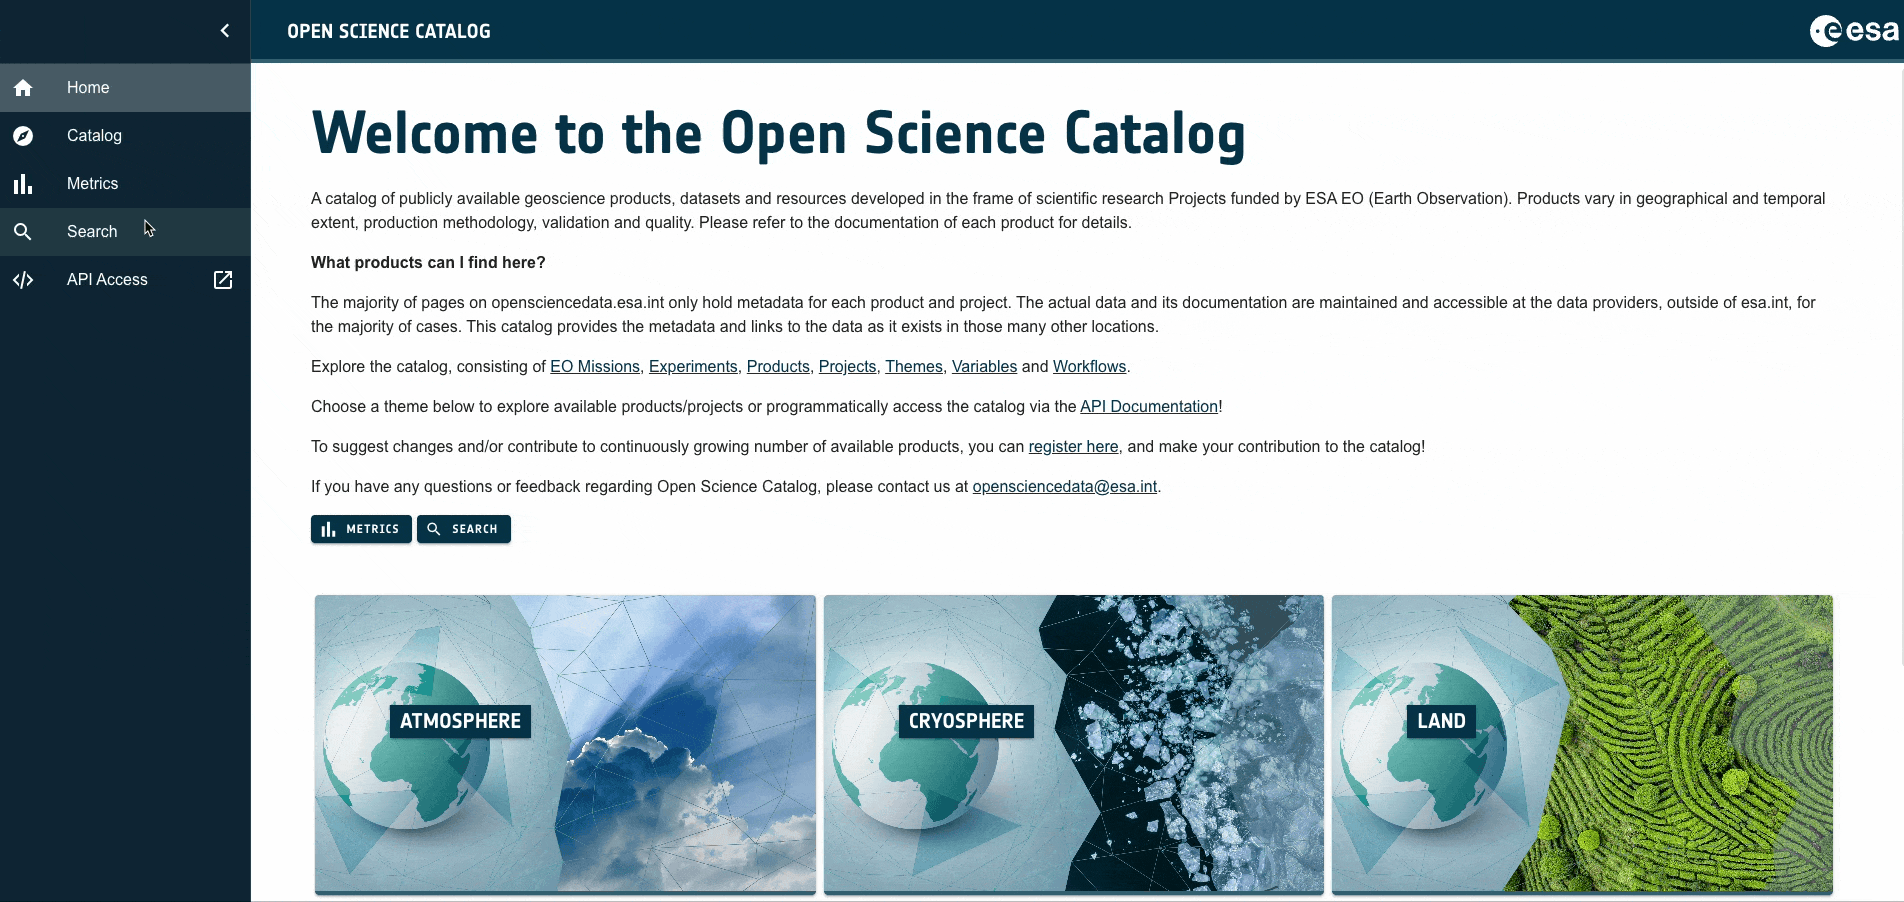 OPEN SCIENCE CATALOG
esa
Home
Catalog
Metrics
Search
API Access
Welcome to the Open Science Catalog
A catalog of publicly available geoscience products, datasets and resources developed in the frame of scientific research Projects funded by ESA EO (Earth Observation). Products vary in geographical and temporal
extent, production methodology, validation and quality. Please refer to the documentation of each product for details.
What products can I find here?
The majority of pages on opensciencedata.esa.int only hold metadata for each product and project. The actual data and its documentation are maintained and accessible at the data providers, outside of esa.int, for
the majority of cases. This catalog provides the metadata and links to the data as it exists in those many other locations.
Explore the catalog, consisting of EO Missions, Experiments, Products, Projects, Themes, Variables and Workflows.
Choose a theme below to explore available products/projects or programmatically access the catalog via the API Documentation!
To suggest changes and/or contribute to continuously growing number of available products, you can register here, and make your contribution to the catalog!
If you have any questions or feedback regarding Open Science Catalog, please contact us at opensciencedata@esa.int.
METRICS
SEARCH
ATMOSPHERE
CRYOSPHERE
LAND